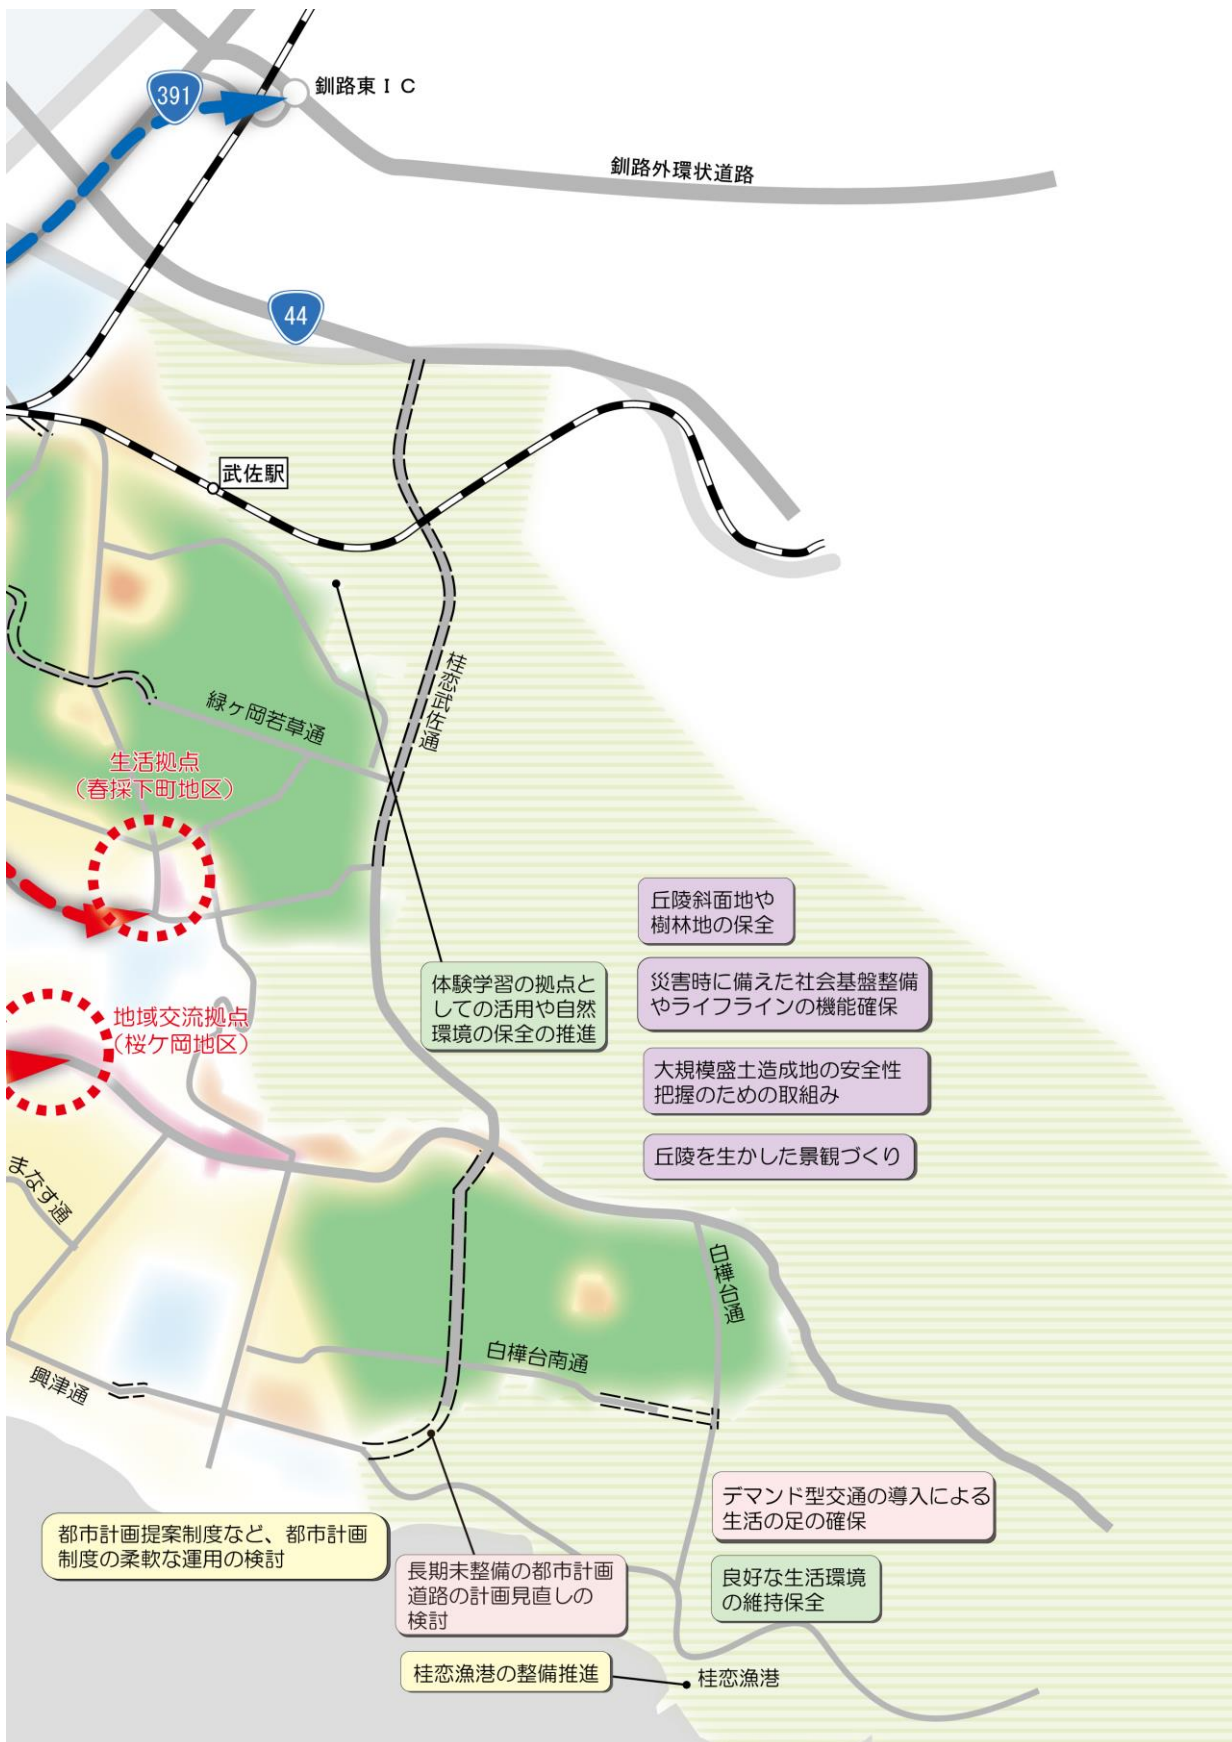 391
釧路東ＩＣ
釧路外環状道路
44
武佐駅
桂恋武佐通
緑ヶ岡若草通
生活拠点
（春採下町地区）
丘陵斜面地や
樹林地の保全
体験学習の拠点と
しての活用や自然
環境の保全の推進
災害時に備えた社会基盤整備
やライフラインの機能確保
地域交流拠点
（桜ケ岡地区）
大規模盛土造成地の安全性
把握のための取組み
丘陵を生かした景観づくり
まなす通
白樺台通
白樺台南通
興津通
デマンド型交通の導入による
生活の足の確保
都市計画提案制度など、都市計画
制度の柔軟な運用の検討
長期未整備の都市計画
道路の計画見直しの
検討
良好な生活環境
の維持保全
桂恋漁港の整備推進
桂恋漁港